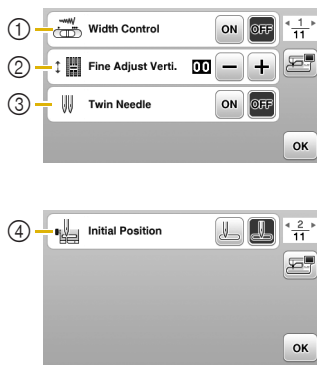 ① Width Control ON OFF 1
11
② Fine Adjust Verti. 00 − +
③ Twin Needle ON OFF
OK
④ Initial Position 2
11
OK